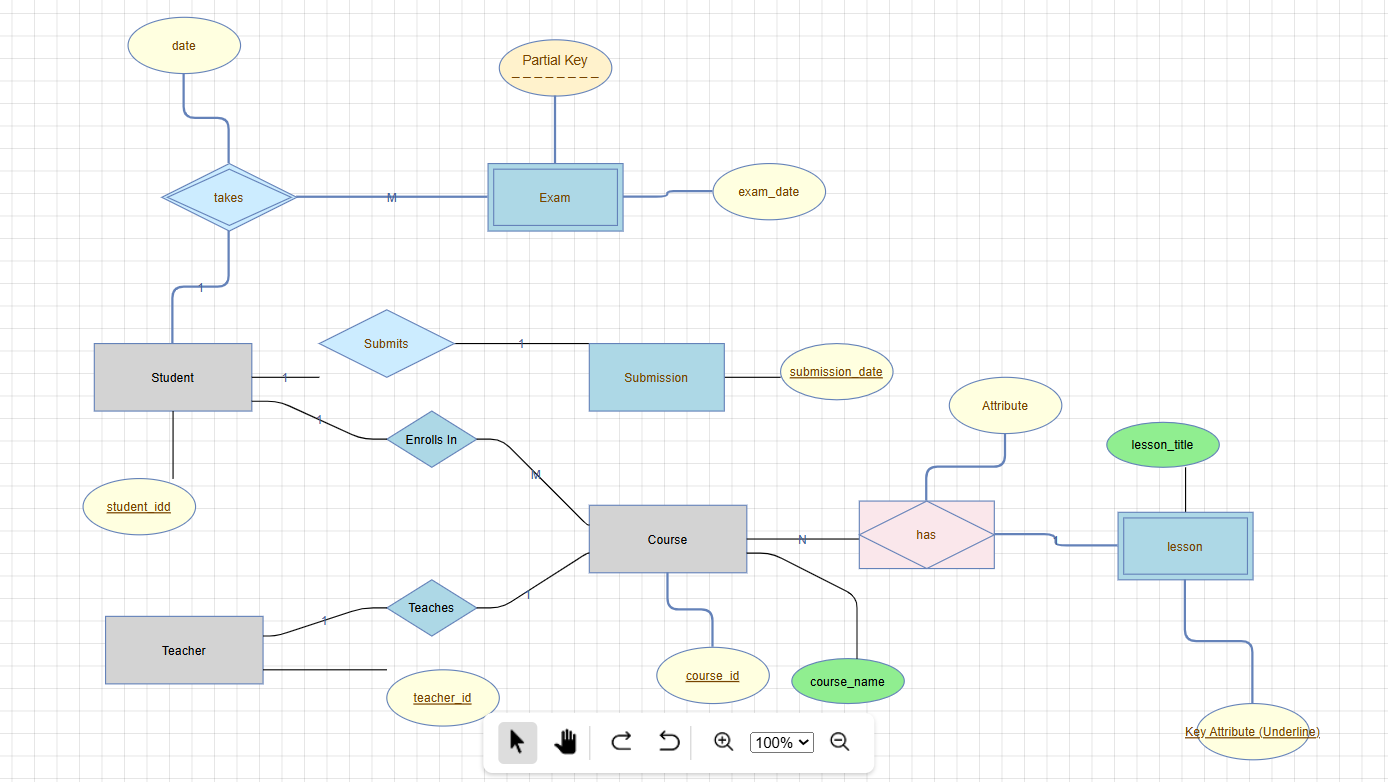 date
Partial Key
takes
M
Exam
exam_date
1
Submits
1
Student
1
Submission
submission_date
Attribute
1
Enrolls In
lesson_title
M
student_idd
Course
N
has
1
lesson
Teaches
1
1
Teacher
course_id
course_name
teacher_id
Key Attribute (Underline)
100%